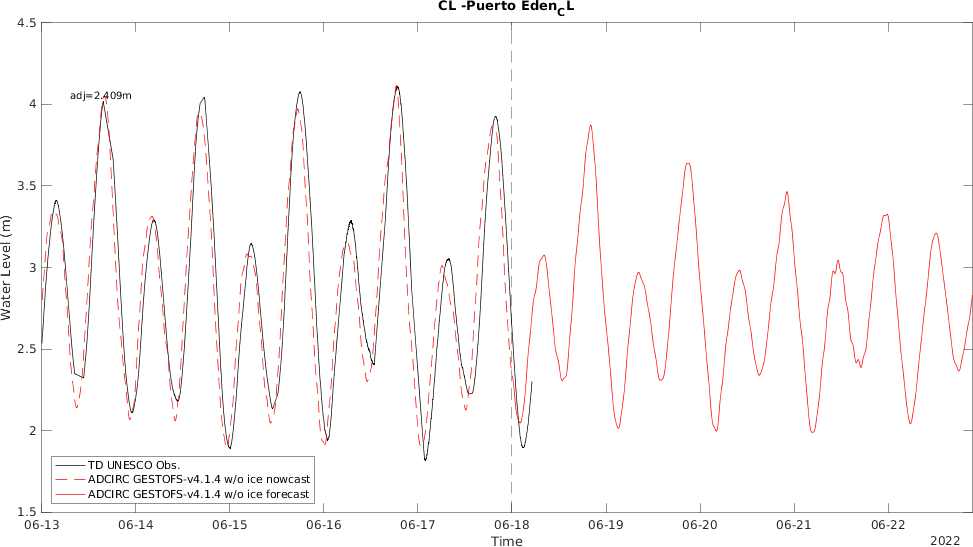 CL -Puerto Eden_CL
4.5
4
3.5
3
2.5
2
1.5
Water Level (m)
adj=2.409m
TD UNESCO Obs.
ADCIRC GESTOFS-v4.1.4 w/o ice nowcast
ADCIRC GESTOFS-v4.1.4 w/o ice forecast
06-13 06-14 06-15 06-16 06-17 06-18 06-19 06-20 06-21 06-22
Time
2022